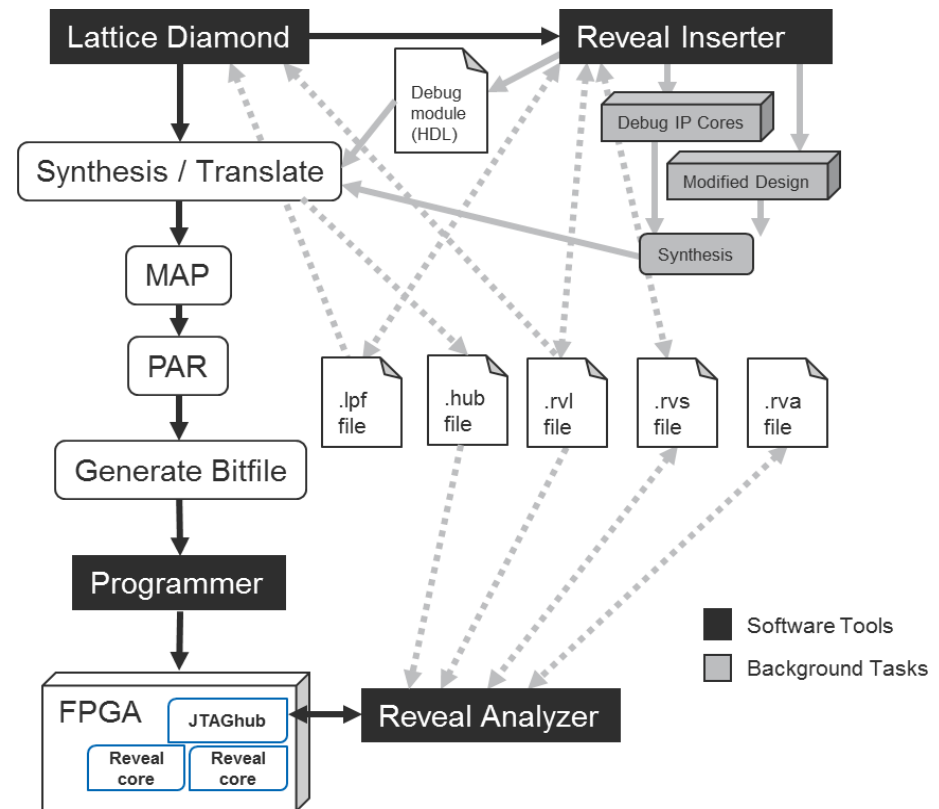 Lattice Diamond
Reveal Inserter
Debug
module
(HDL)
Debug IP Cores
Synthesis / Translate
Modified Design
Synthesis
MAP
PAR
.lpf
file
.hub
file
.rvl
file
.rvs
file
.rva
file
Generate Bitfile
Programmer
Software Tools
Background Tasks
FPGA
JTAGhub
Reveal
core
Reveal
core
Reveal Analyzer